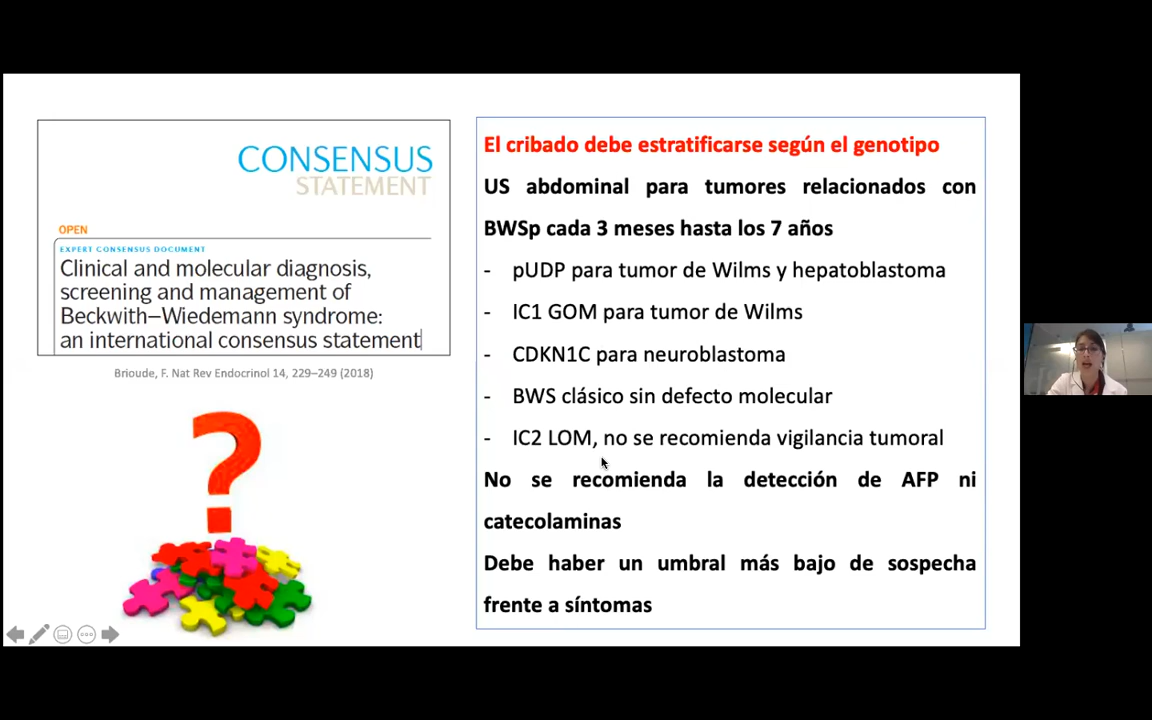 CONSENSUS
STATEMENT
OPEN
EXPERT CONSENSUS DOCUMENT
Clinical and molecular diagnosis,
screening and management of
Beckwith–Wiedemann syndrome:
an international consensus statement
Brioude, F. Nat Rev Endocrinol 14, 229–249 (2018)
?
El cribado debe estratificarse según el genotipo
US abdominal para tumores relacionados con
BWSp cada 3 meses hasta los 7 años
- pUDP para tumor de Wilms y hepatoblastoma
- IC1 GOM para tumor de Wilms
- CDKN1C para neuroblastoma
- BWS clásico sin defecto molecular
- IC2 LOM, no se recomienda vigilancia tumoral
No se recomienda la detección de AFP ni
catecolaminas
Debe haber un umbral más bajo de sospecha
frente a síntomas